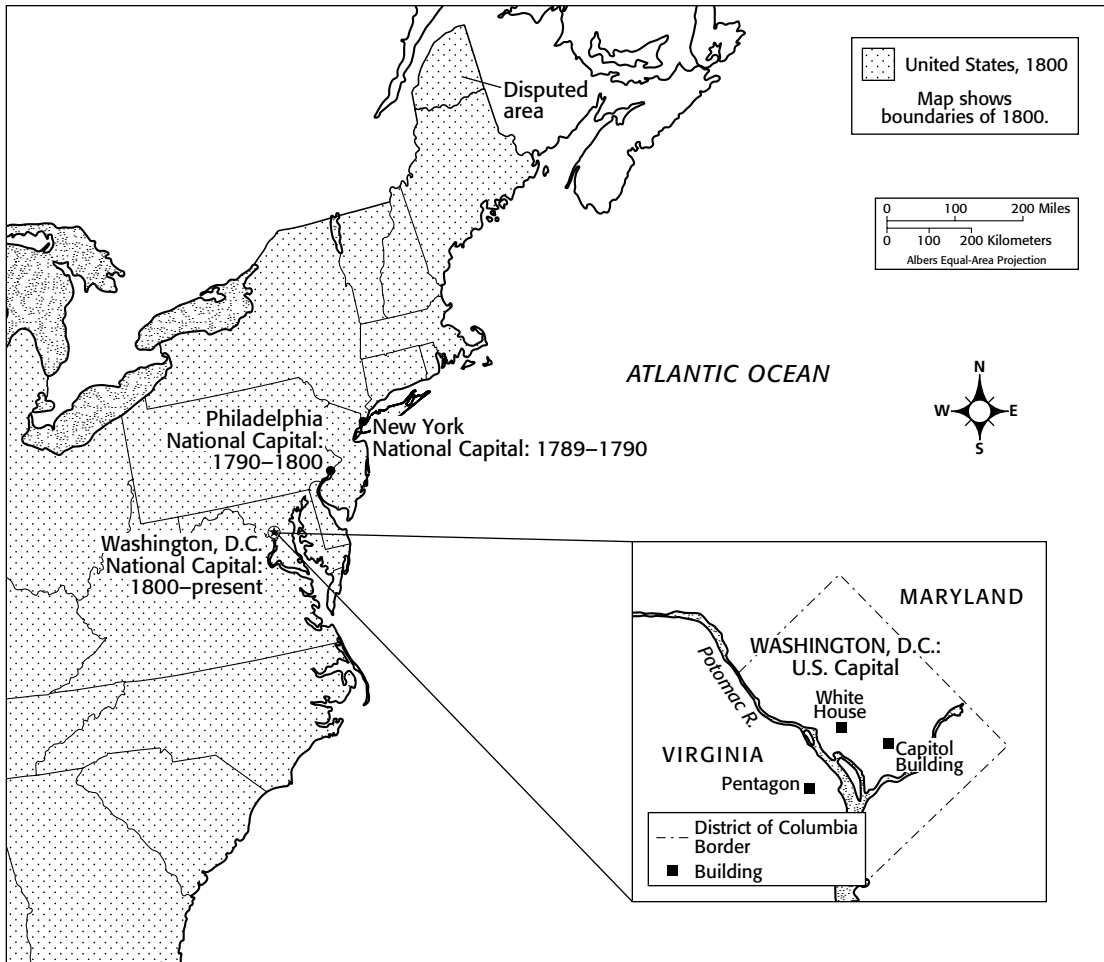 Disputed
area
United States, 1800
Map shows
boundaries of 1800.
0 100 200 Miles
0 100 200 Kilometers
Albers Equal-Area Projection
ATLANTIC OCEAN
N
W E
S
Philadelphia
National Capital:
1790–1800
New York
National Capital: 1789–1790
Washington, D.C.
National Capital:
1800–present
MARYLAND
WASHINGTON, D.C.:
U.S. Capital
Potomac R.
White
House
Capitol
Building
VIRGINIA
Pentagon
District of Columbia
Border
Building